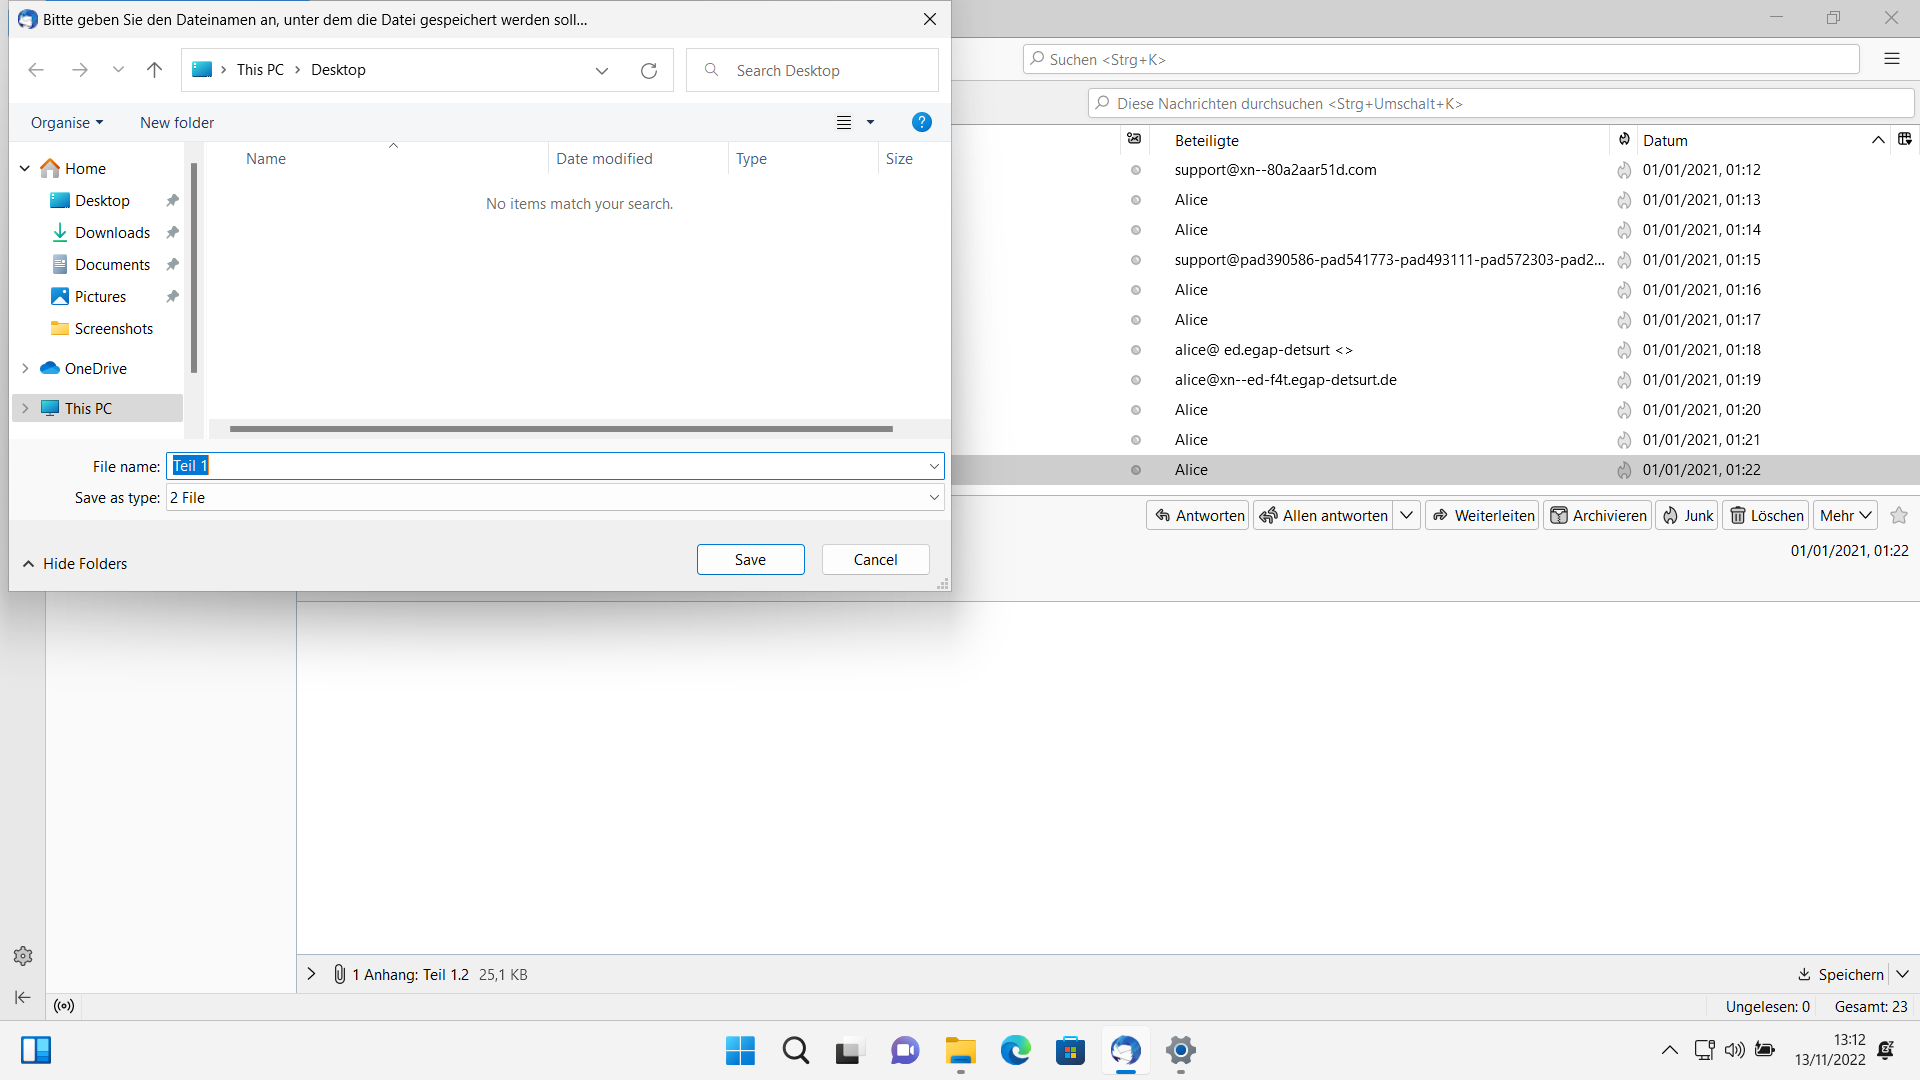 Bitte geben Sie den Dateinamen an, unter dem die Datei gespeichert werden soll...
This PC > Desktop
Search Desktop
Organise
New folder
Home
Desktop
Downloads
Documents
Pictures
Screenshots
OneDrive
This PC
Name
Date modified
Type
Size
No items match your search.
File name: Teil 1
Save as type: 2 File
Hide Folders
Save
Cancel
Suchen <Strg+K>
Diese Nachrichten durchsuchen <Strg+Umschalt+K>
Beteiligte
Datum
support@xn--80a2aar51d.com 01/01/2021, 01:12
Alice 01/01/2021, 01:13
Alice 01/01/2021, 01:14
support@pad390586-pad541773-pad493111-pad572303-pad2... 01/01/2021, 01:15
Alice 01/01/2021, 01:16
Alice 01/01/2021, 01:17
alice@ ed.egap-detsurt <> 01/01/2021, 01:18
alice@xn--ed-f4t.egap-detsurt.de 01/01/2021, 01:19
Alice 01/01/2021, 01:20
Alice 01/01/2021, 01:21
Alice 01/01/2021, 01:22
Antworten
Allen antworten
Weiterleiten
Archivieren
Junk
Löschen
Mehr
01/01/2021, 01:22
1 Anhang: Teil 1.2 25,1 KB
Speichern
Ungelesen: 0
Gesamt: 23
13:12
13/11/2022